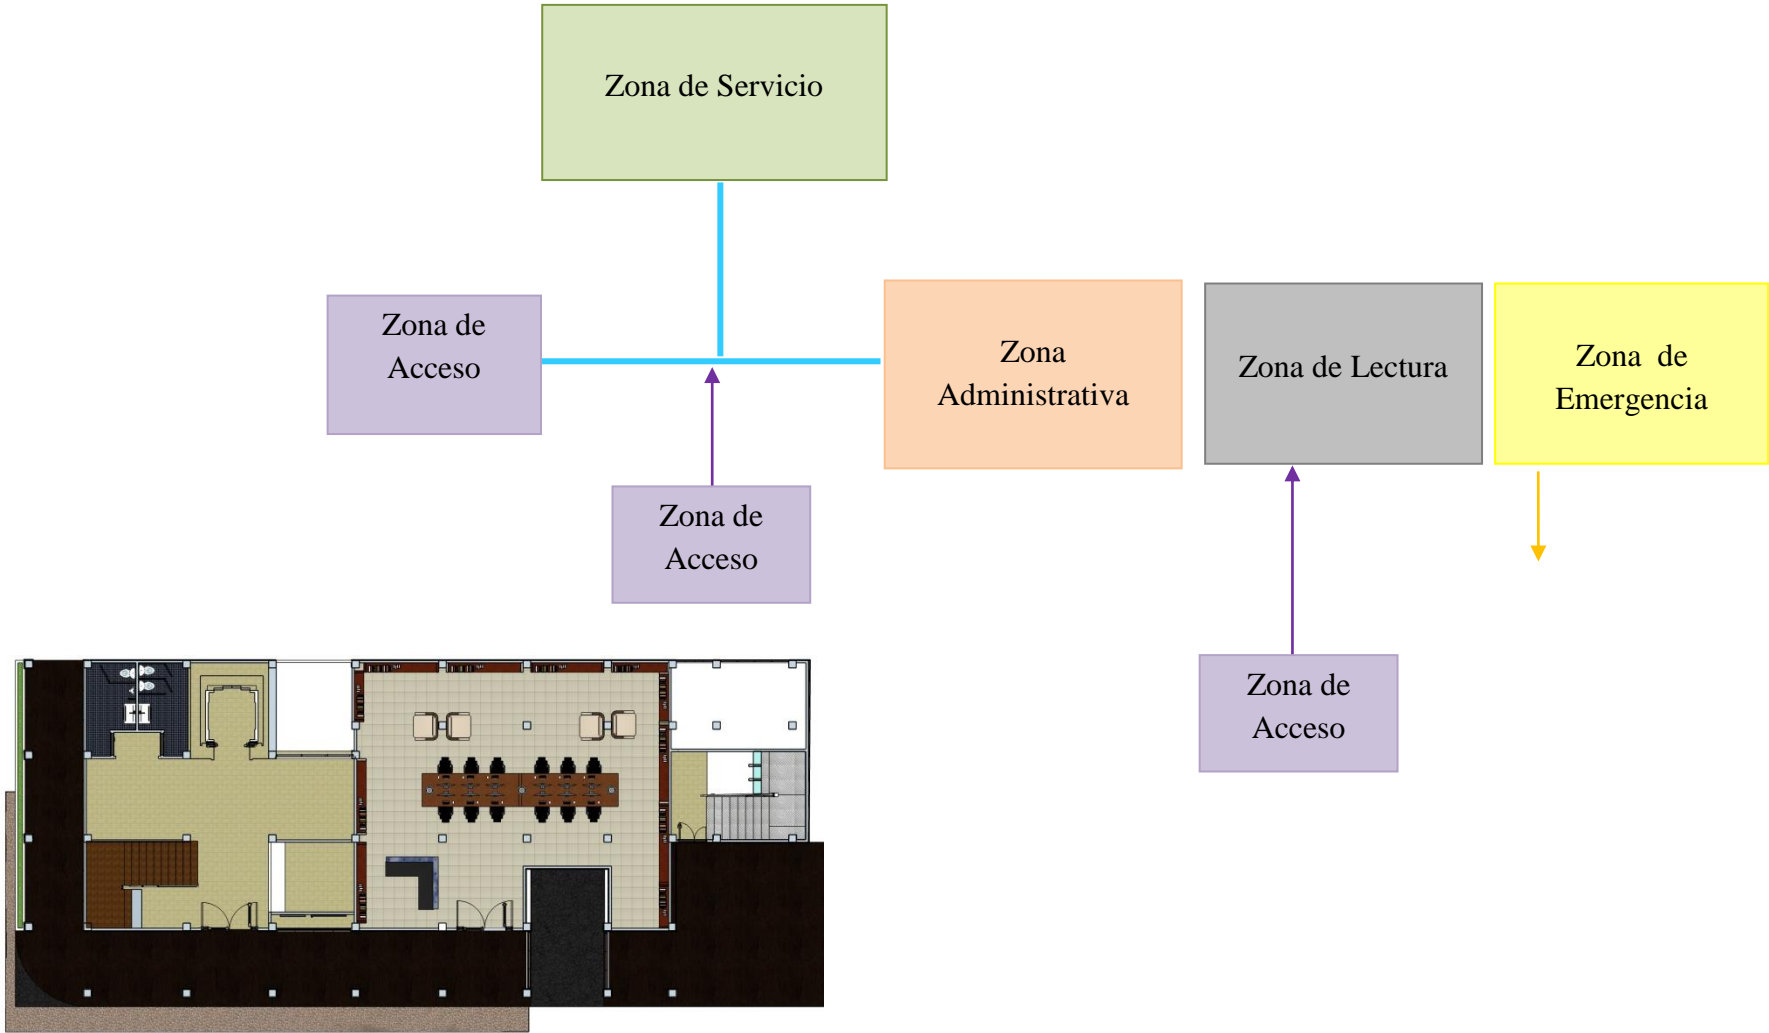 Zona de Servicio
Zona de
Acceso
Zona
Administrativa
Zona de Lectura
Zona de
Emergencia
Zona de
Acceso
Zona de
Acceso